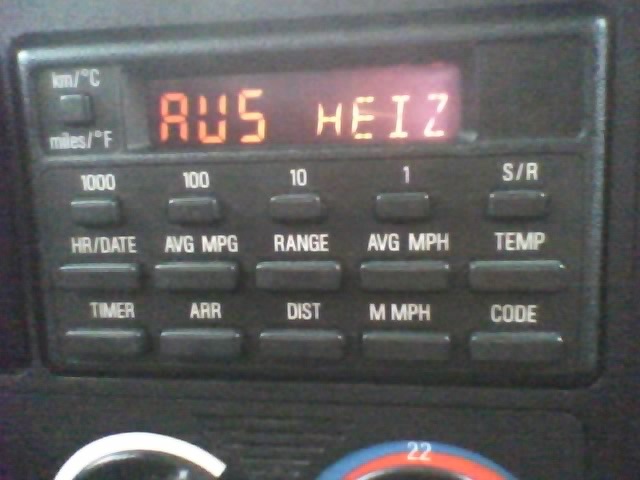 km/°C
AUS HEIZ
miles/°F
1000 100 10 1 S/R
HR/DATE AVG MPG RANGE AVG MPH TEMP
TIMER ARR DIST M MPH CODE
22